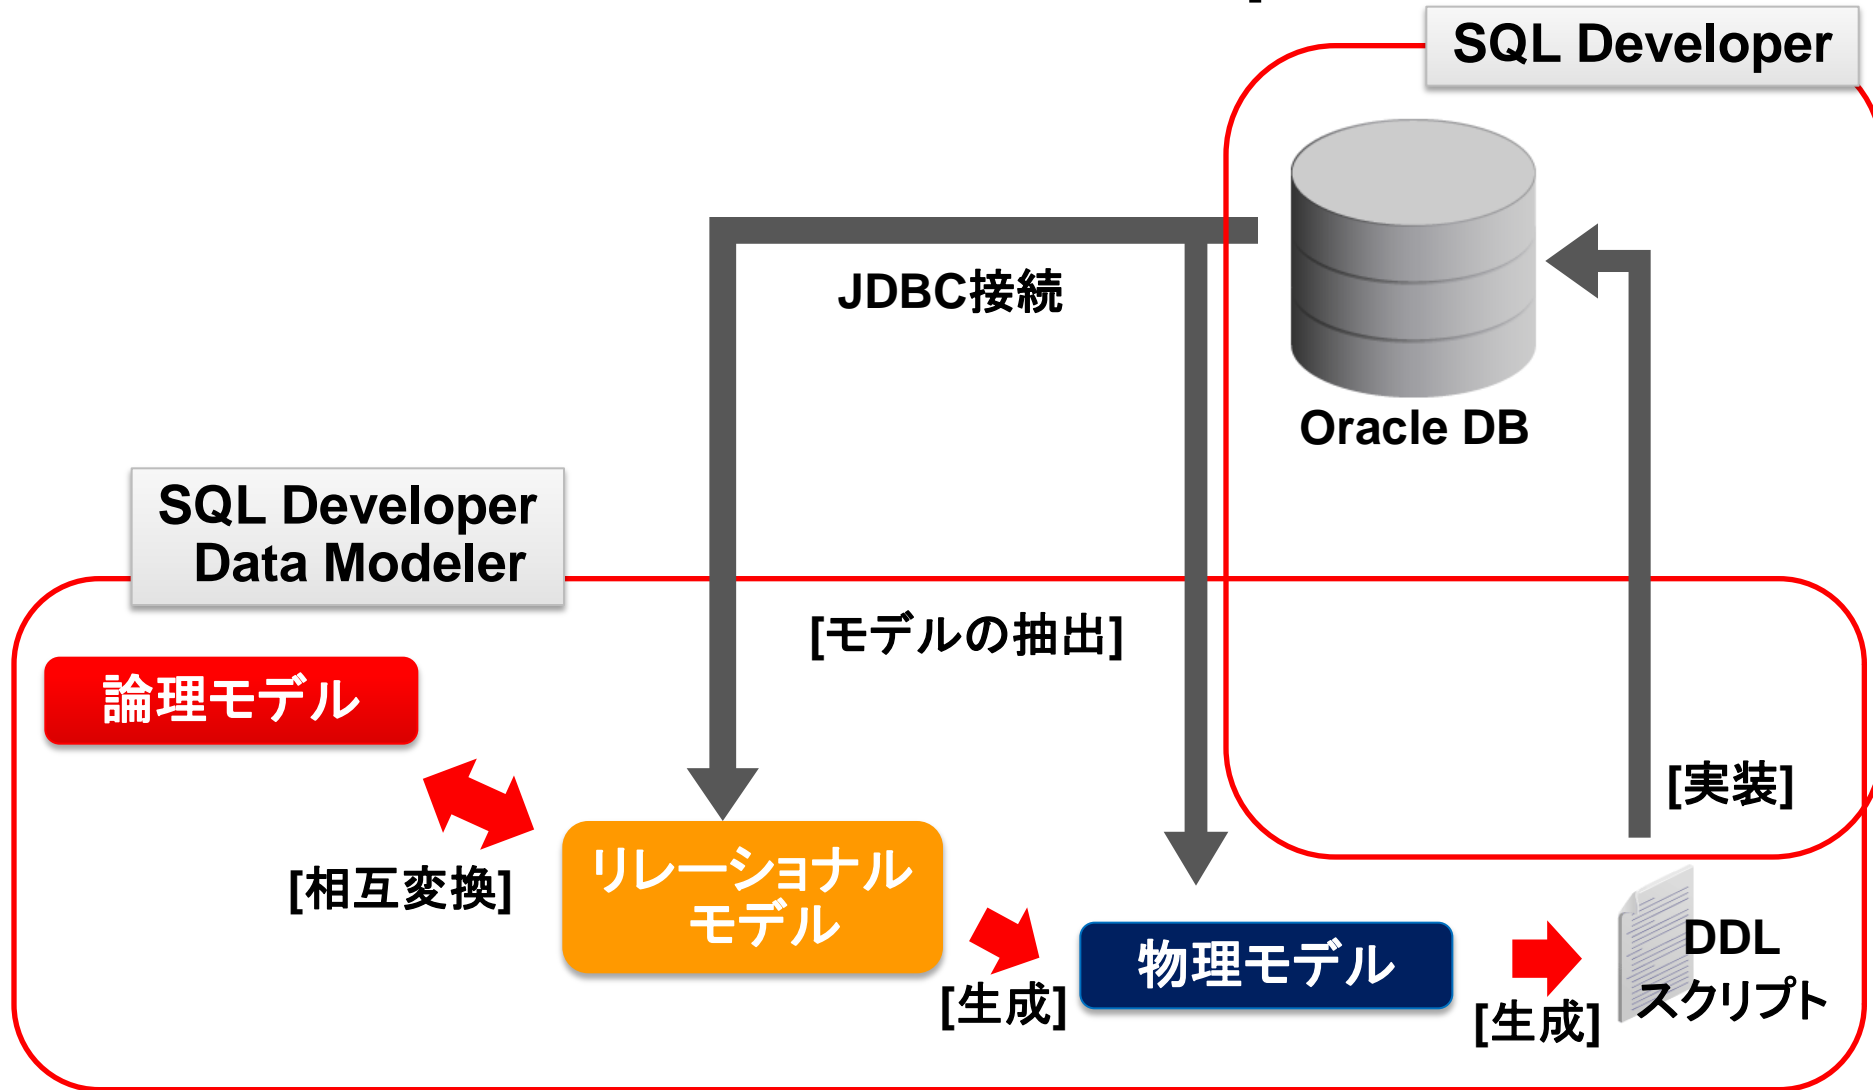 SQL Developer
JDBC接続
Oracle DB
SQL Developer
Data Modeler
[モデルの抽出]
論理モデル
[実装]
[相互変換]
リレーショナル
モデル
[生成]
物理モデル
[生成]
DDL
スクリプト